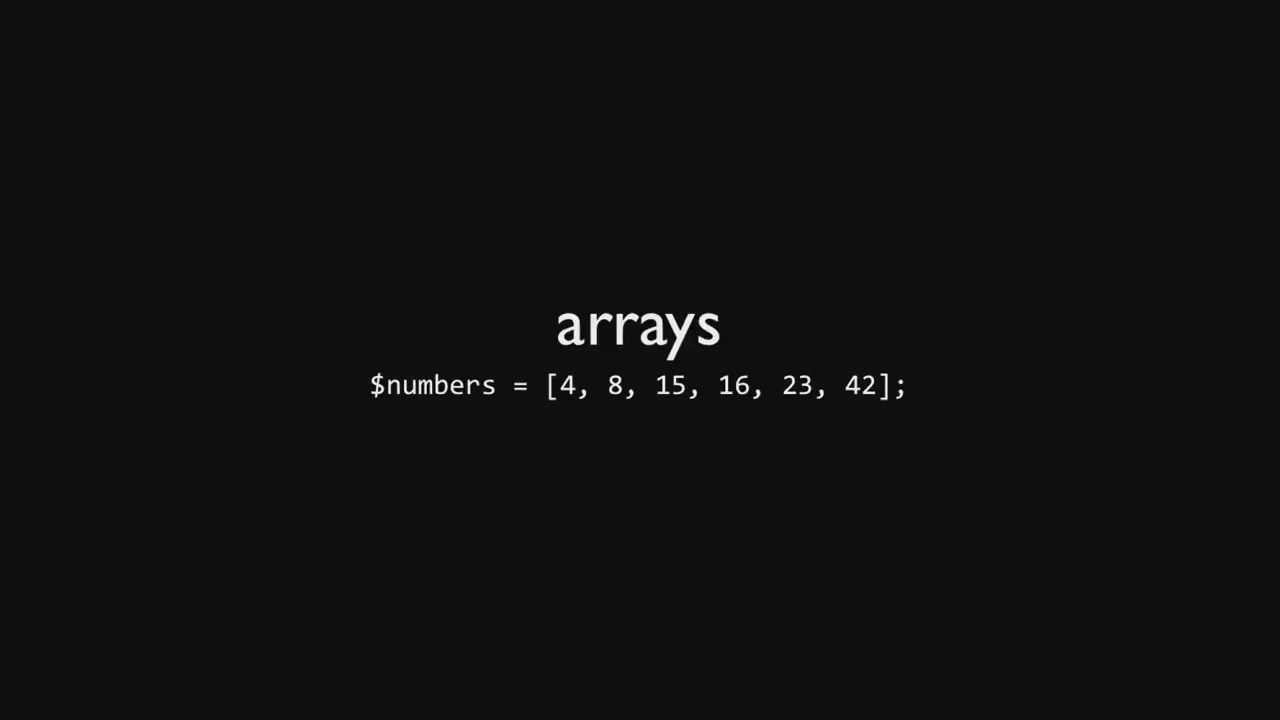 arrays
$numbers = [4, 8, 15, 16, 23, 42];